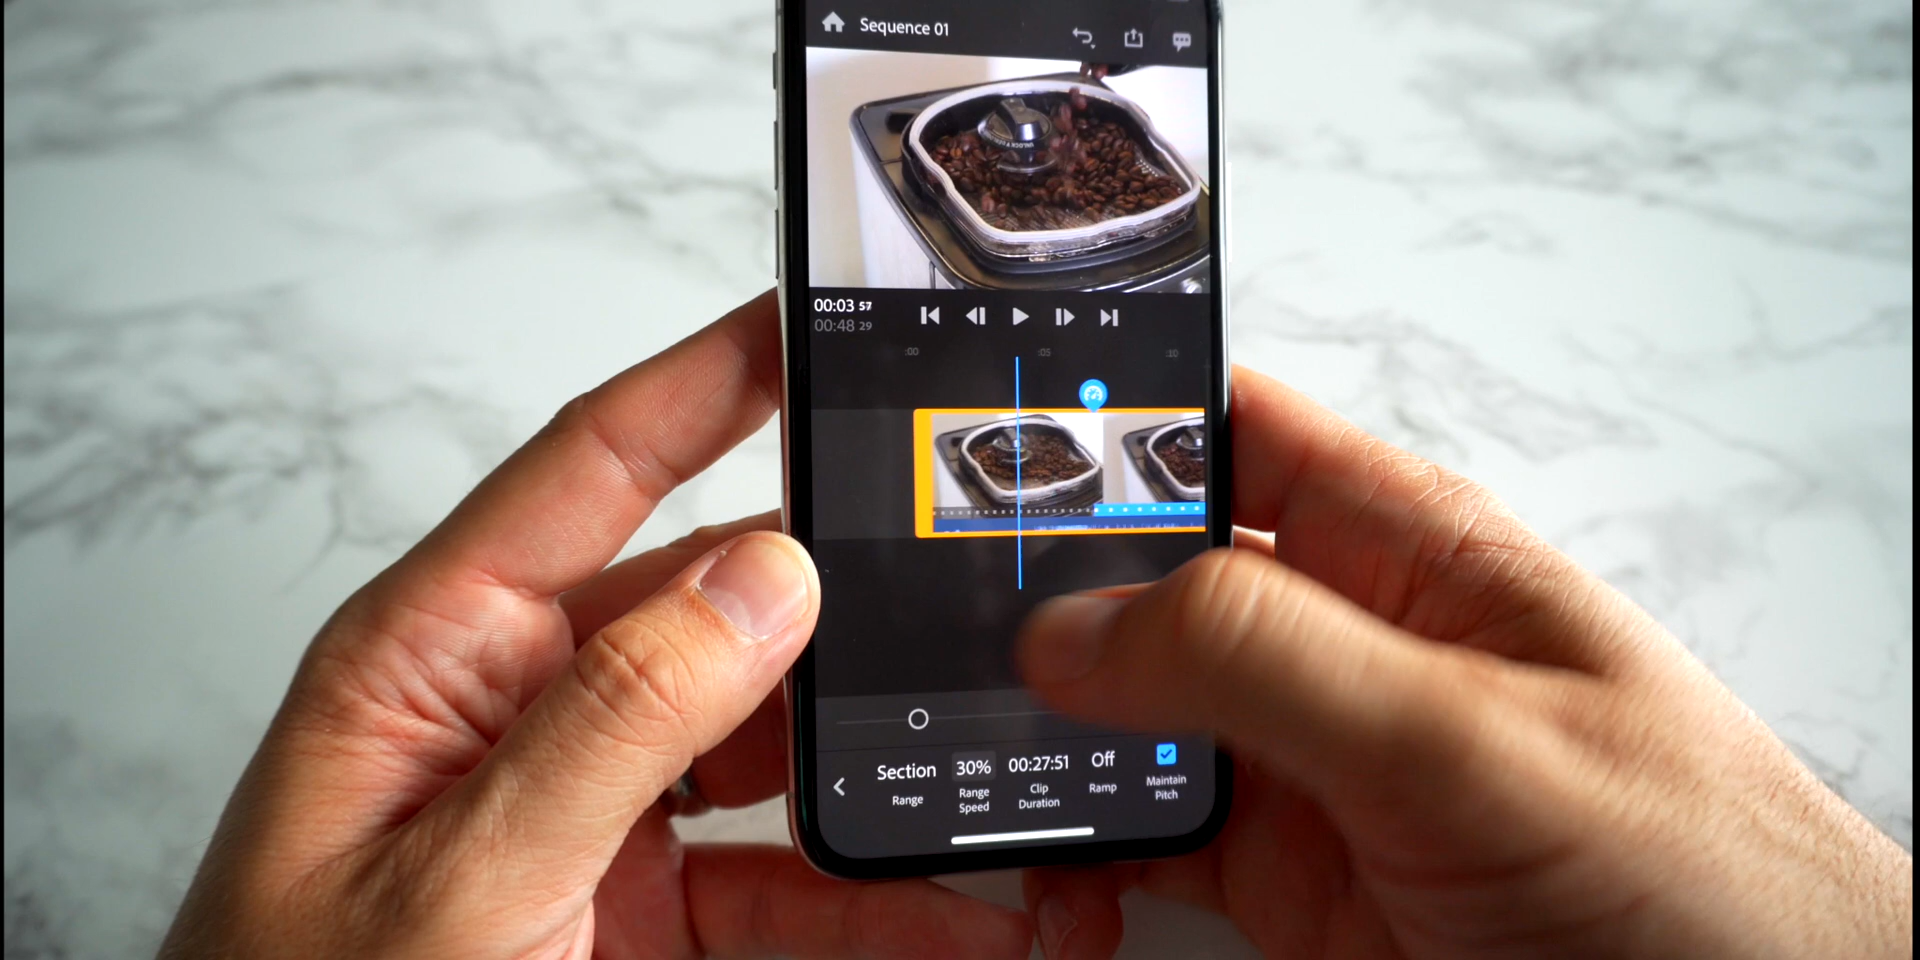 Sequence 01
00:03 57
00:48 29
:00 :05 :10
Section 30% 00:27:51 Off
Range Range Speed Clip Duration Ramp Maintain Pitch